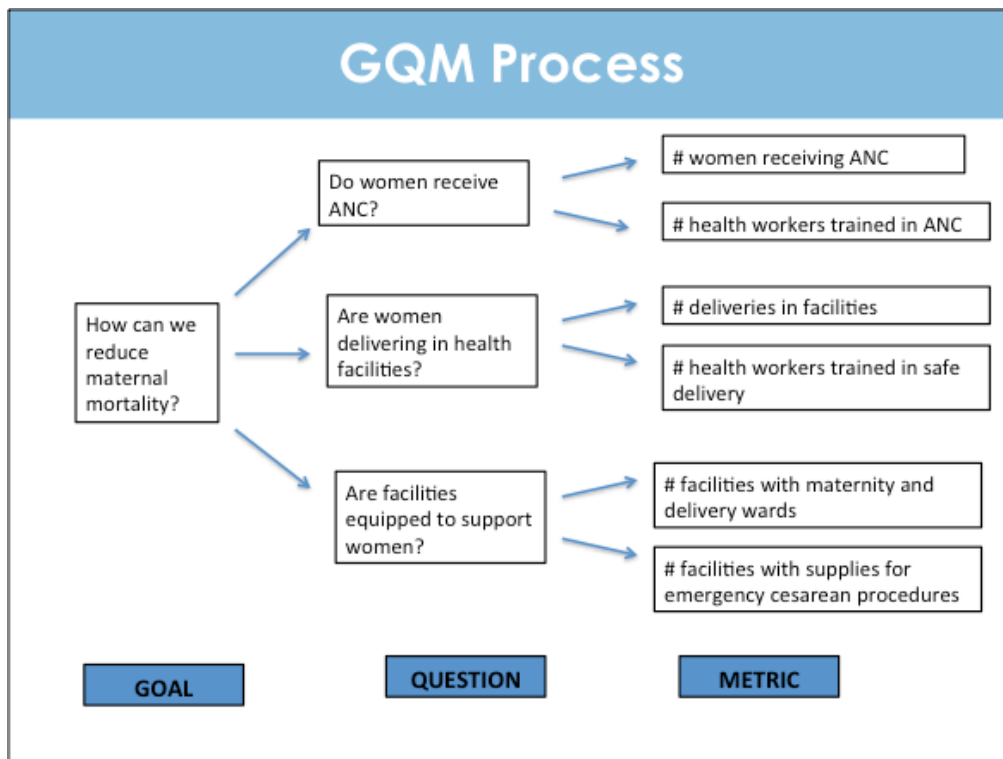 GQM Process
Do women receive
ANC?
# women receiving ANC
# health workers trained in ANC
How can we
reduce
maternal
mortality?
Are women
delivering in health
facilities?
# deliveries in facilities
# health workers trained in safe
delivery
Are facilities
equipped to support
women?
# facilities with maternity and
delivery wards
# facilities with supplies for
emergency cesarean procedures
GOAL
QUESTION
METRIC